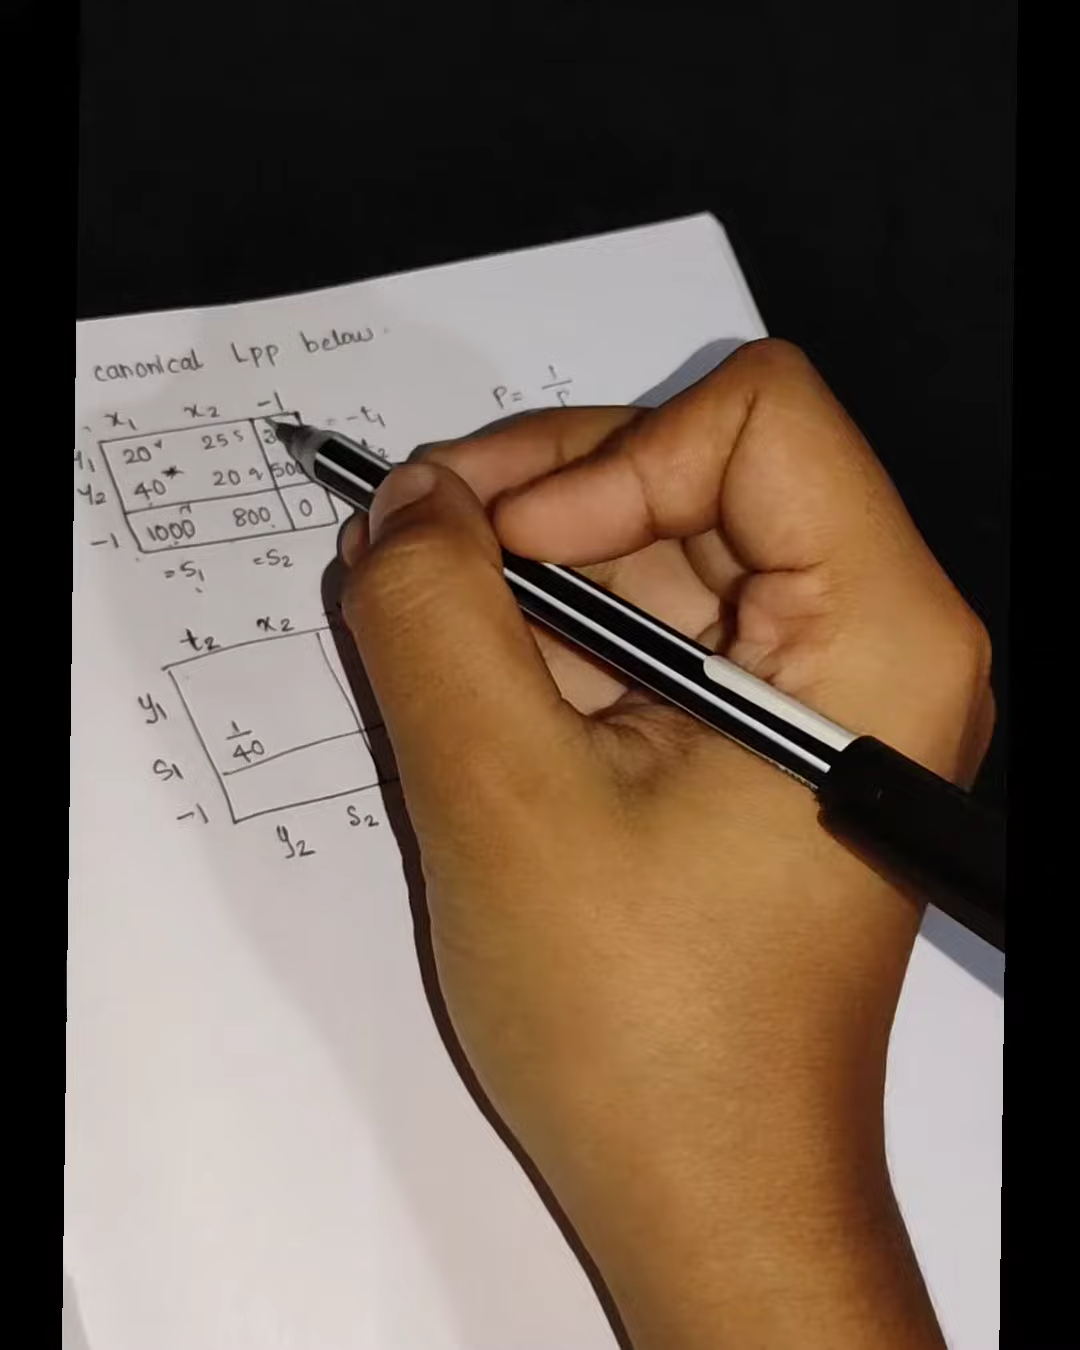 canonical Lpp below.
x₁ x₂ -1
P= 1
y₁ 20 25 s = -t₁
y₂ 40* 20 q 500
-1 1000 800 0
=S₁ =S₂
t₂ x₂
y₁
1/40
S₁
-1
y₂ S₂